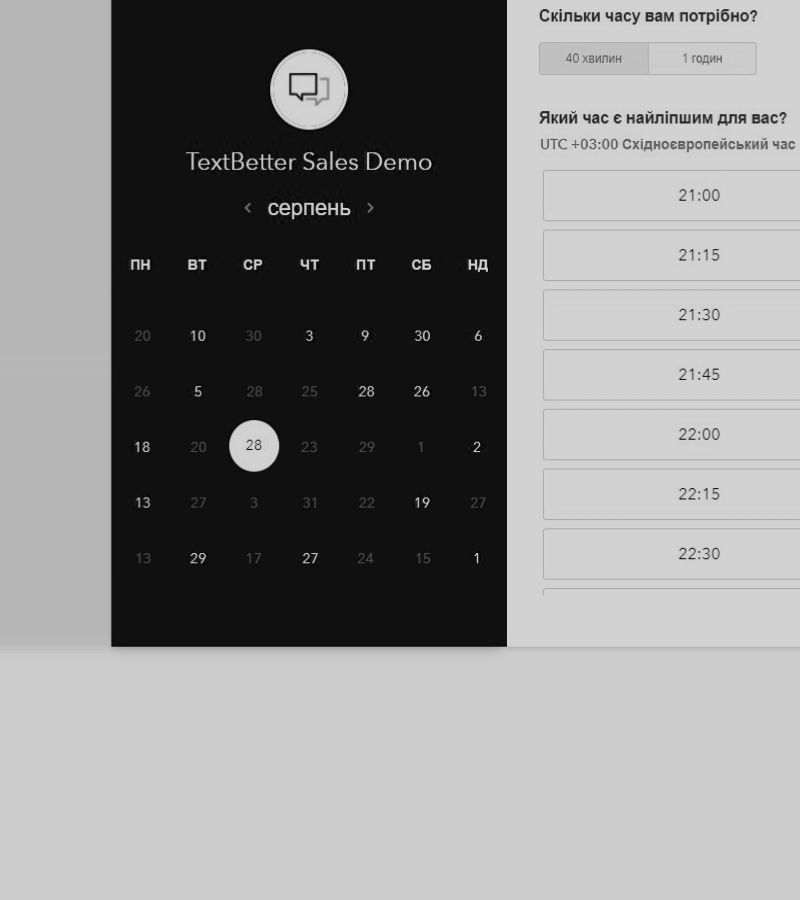 TextBetter Sales Demo
серпень
ПН ВТ СР ЧТ ПТ СБ НД
20 10 30 3 9 30 6
26 5 28 25 28 26 13
18 20 28 23 29 1 2
13 27 3 31 22 19 27
13 29 17 27 24 15 1
Скільки часу вам потрібно?
40 хвилин 1 годин
Який час є найліпшим для вас?
UTC +03:00 Східноєвропейський час
21:00
21:15
21:30
21:45
22:00
22:15
22:30